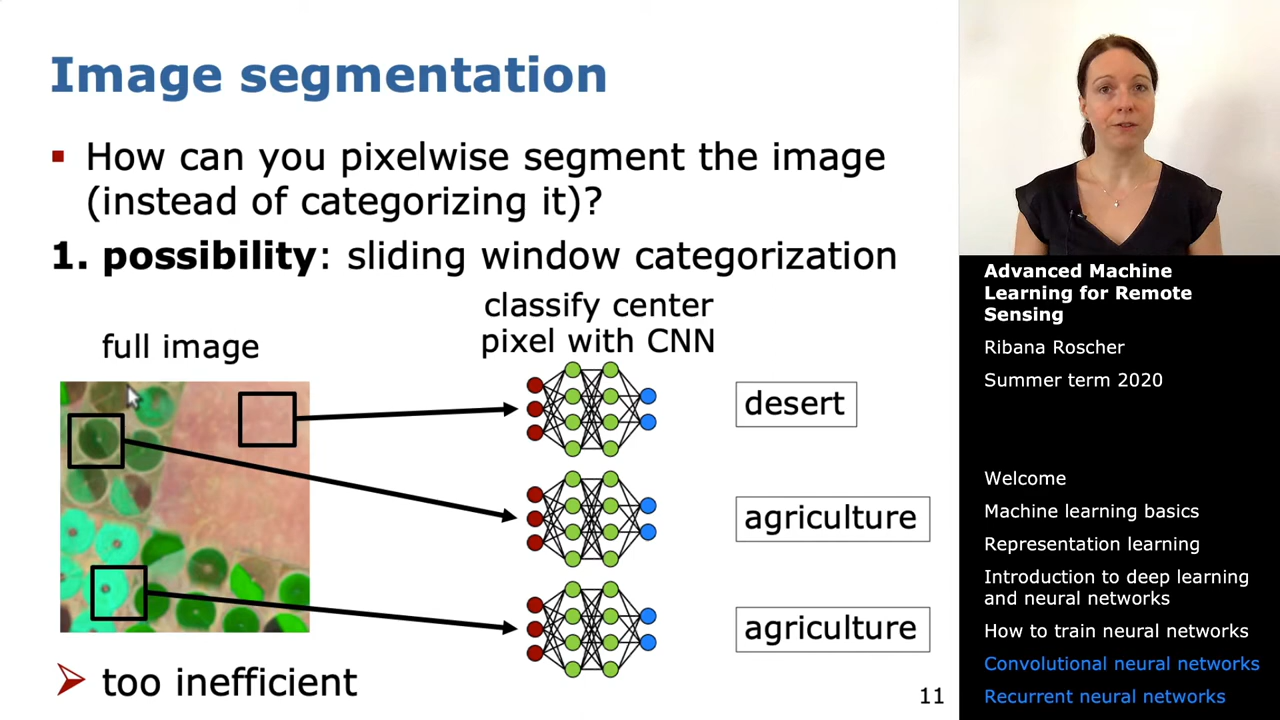 Image segmentation
How can you pixelwise segment the image
(instead of categorizing it)?
1. possibility: sliding window categorization
classify center
pixel with CNN
full image
desert
agriculture
agriculture
too inefficient
11
Advanced Machine
Learning for Remote
Sensing
Ribana Roscher
Summer term 2020
Welcome
Machine learning basics
Representation learning
Introduction to deep learning
and neural networks
How to train neural networks
Convolutional neural networks
Recurrent neural networks